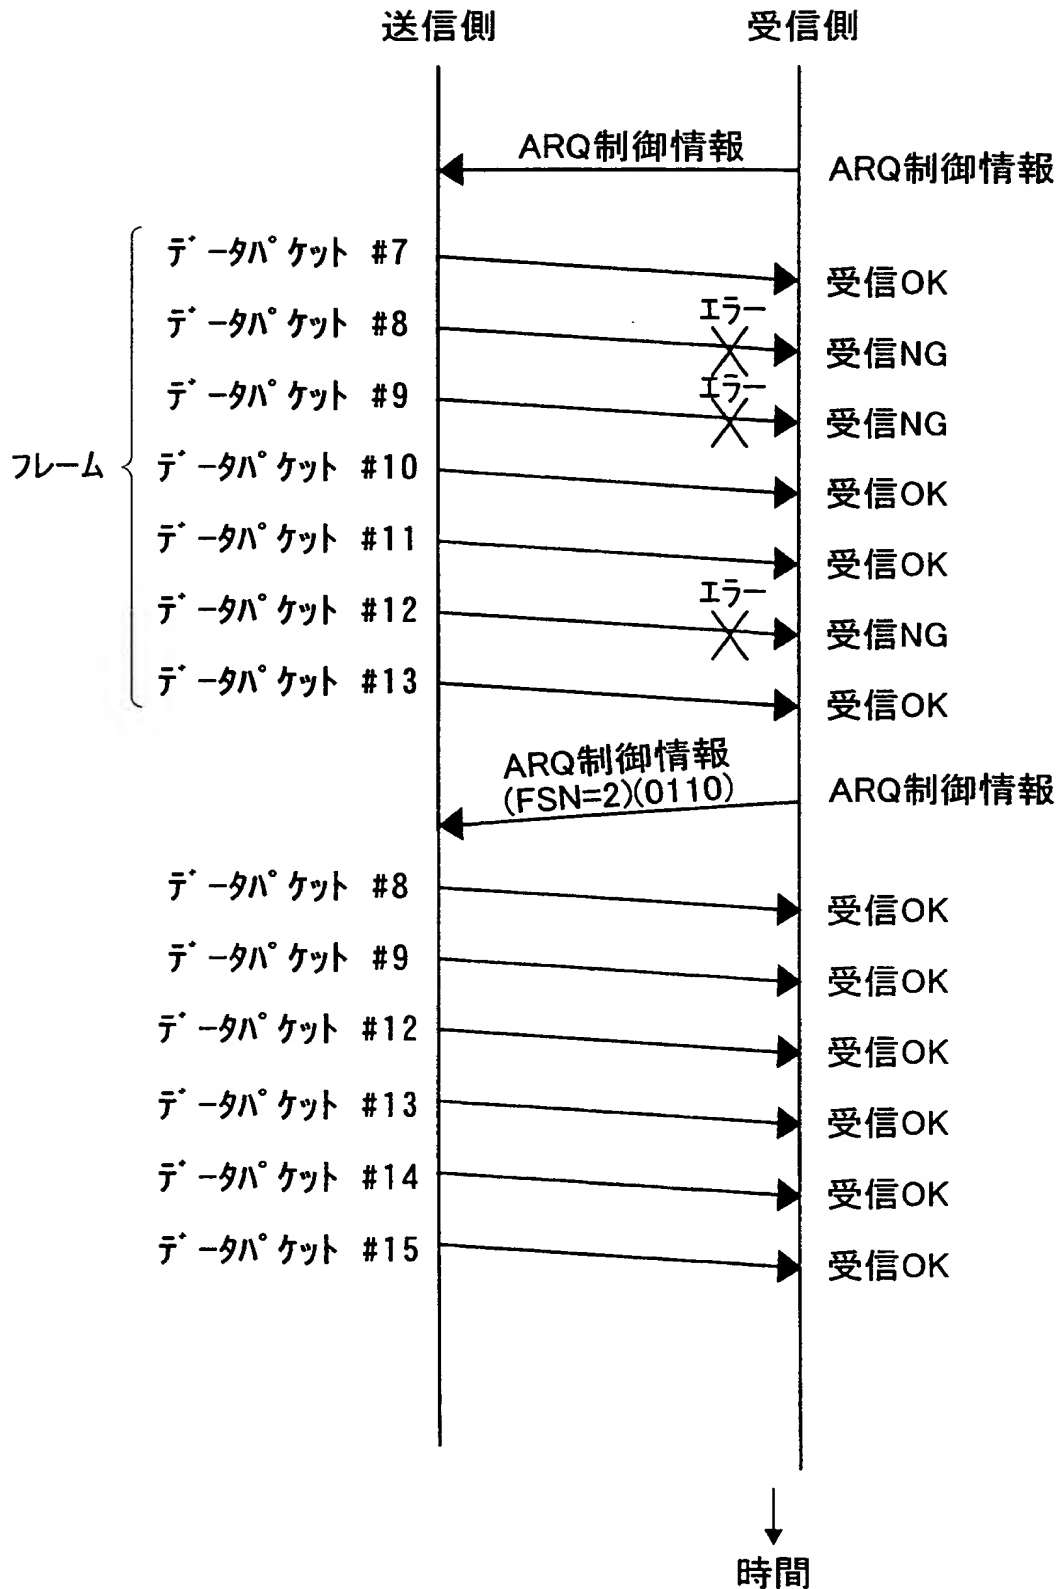 送信側 受信側
ARQ制御情報 ARQ制御情報
データパケット #7 受信OK
エラー
データパケット #8 受信NG
エラー
データパケット #9 受信NG
フレーム データパケット #10 受信OK
データパケット #11 受信OK
エラー
データパケット #12 受信NG
データパケット #13 受信OK
ARQ制御情報
(FSN=2)(0110) ARQ制御情報
データパケット #8 受信OK
データパケット #9 受信OK
データパケット #12 受信OK
データパケット #13 受信OK
データパケット #14 受信OK
データパケット #15 受信OK
時間